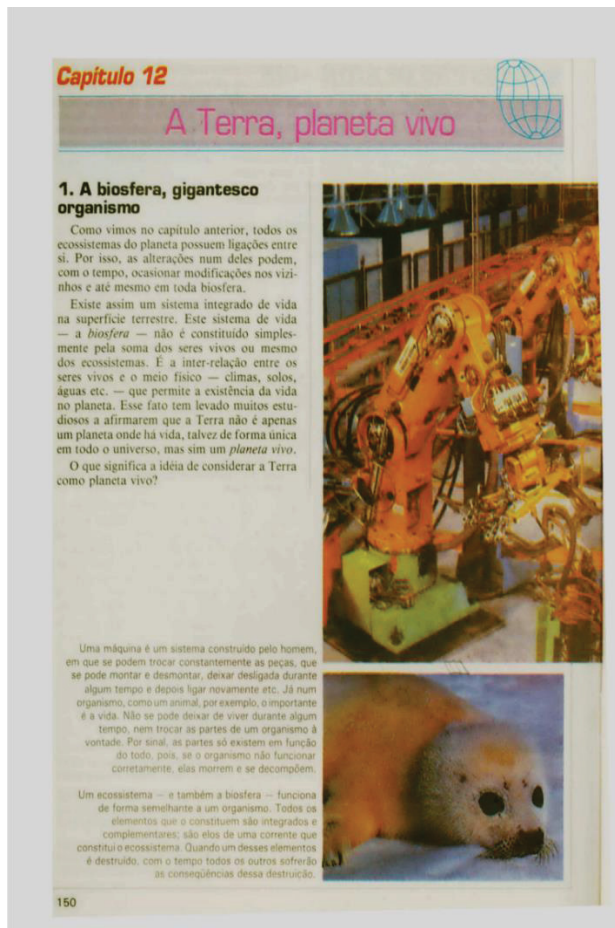 Capítulo 12
A Terra, planeta vivo
1. A biosfera, gigantesco
organismo
Como vimos no capítulo anterior, todos os
ecossistemas do planeta possuem ligações entre
si. Por isso, as alterações num deles podem,
com o tempo, ocasionar modificações nos vizi-
nhos e até mesmo em toda biosfera.
Existe assim um sistema integrado de vida
na superfície terrestre. Este sistema de vida
— a biosfera — não é constituído simples-
mente pela soma dos seres vivos ou mesmo
dos ecossistemas. É a inter-relação entre os
seres vivos e o meio físico — climas, solos,
águas etc. — que permite a existência da vida
no planeta. Esse fato tem levado muitos estu-
diosos a afirmarem que a Terra não é apenas
um planeta onde há vida, talvez de forma única
em todo o universo, mas sim um planeta vivo.
O que significa a idéia de considerar a Terra
como planeta vivo?
Uma máquina é um sistema construído pelo homem,
em que se podem trocar constantemente as peças, que
se pode montar e desmontar, deixar desligada durante
algum tempo e depois ligar novamente etc. Já num
organismo, como um animal, por exemplo, o importante
é a vida. Não se pode deixar de viver durante algum
tempo, nem trocar as partes de um organismo à
vontade. Por sinal, as partes só existem em função
do todo, pois, se o organismo não funcionar
corretamente, elas morrem e se decompõem.
Um ecossistema — e também a biosfera — funciona
de forma semelhante a um organismo. Todos os
elementos que o constituem são integrados e
complementares; são elos de uma corrente que
constitui o ecossistema. Quando um desses elementos
é destruído, com o tempo todos os outros sofrerão
as conseqüências dessa destruição.
150